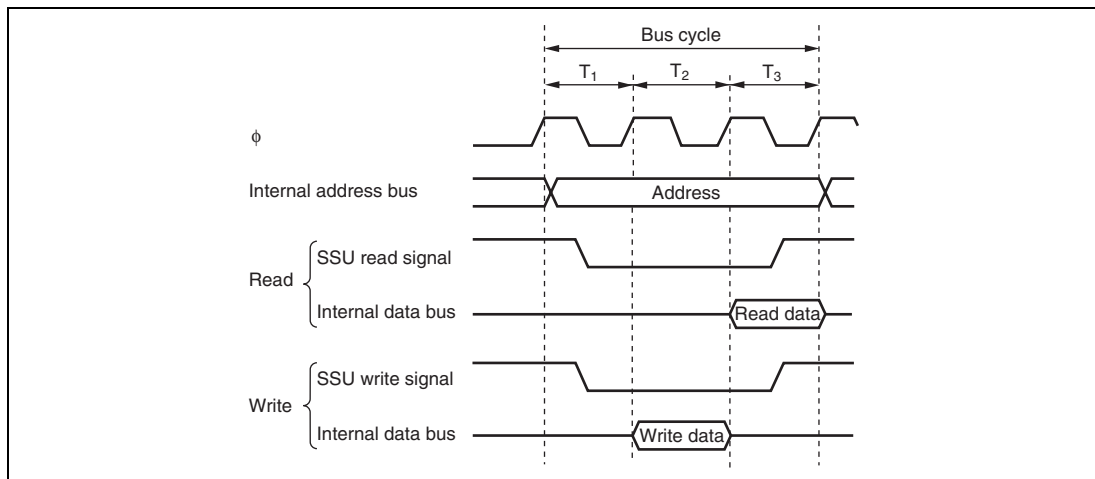 Bus cycle
T₁ T₂ T₃
ϕ
Internal address bus Address
SSU read signal
Read
Internal data bus Read data
SSU write signal
Write
Internal data bus Write data